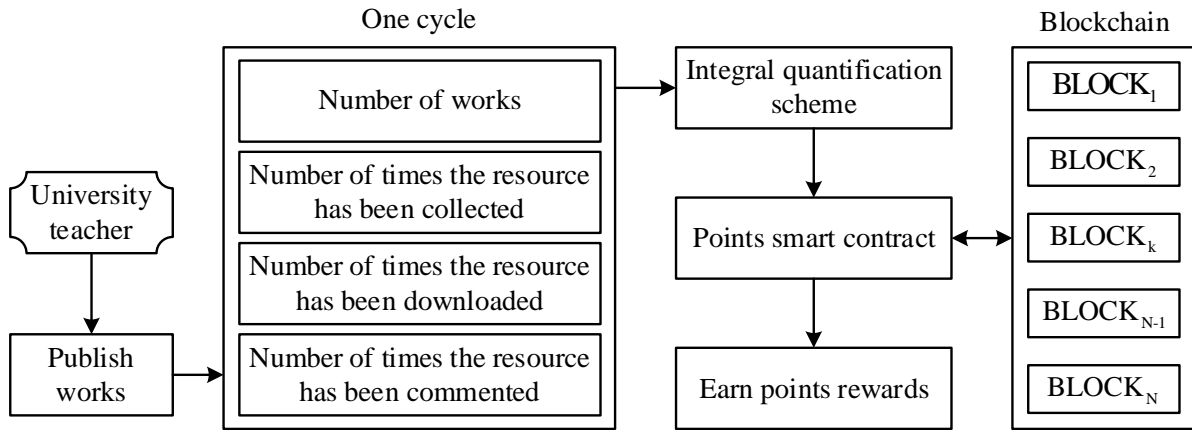 One cycle
Number of works
Number of times the resource
has been collected
Number of times the resource
has been downloaded
Number of times the resource
has been commented
University
teacher
Publish
works
Integral quantification
scheme
Points smart contract
Earn points rewards
Blockchain
BLOCK₁
BLOCK₂
BLOCKₖ
BLOCK_N-1
BLOCK_N